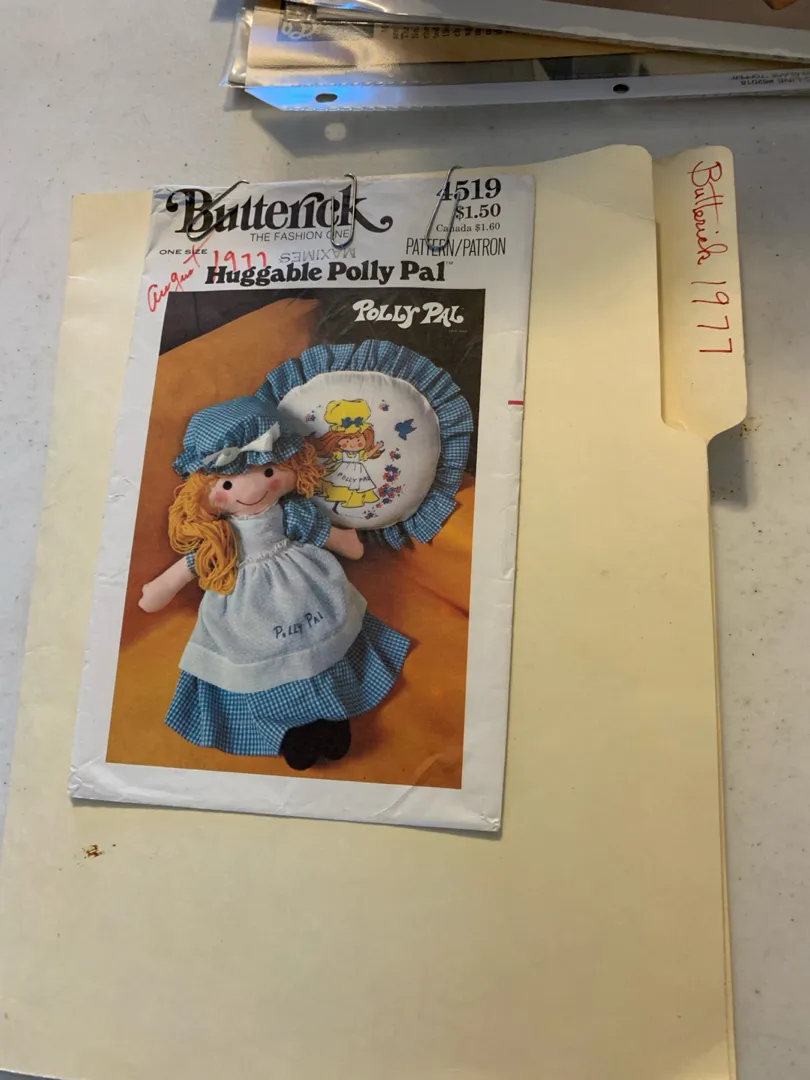 Butterick
THE FASHION ONE
4519
$1.50
Canada $1.60
PATTERN/PATRON
ONE SIZE
MAXIMES
August 1977
Huggable Polly Pal™
POLLY PAL
POLLY PAL
POLLY PAL
Butterick 1977